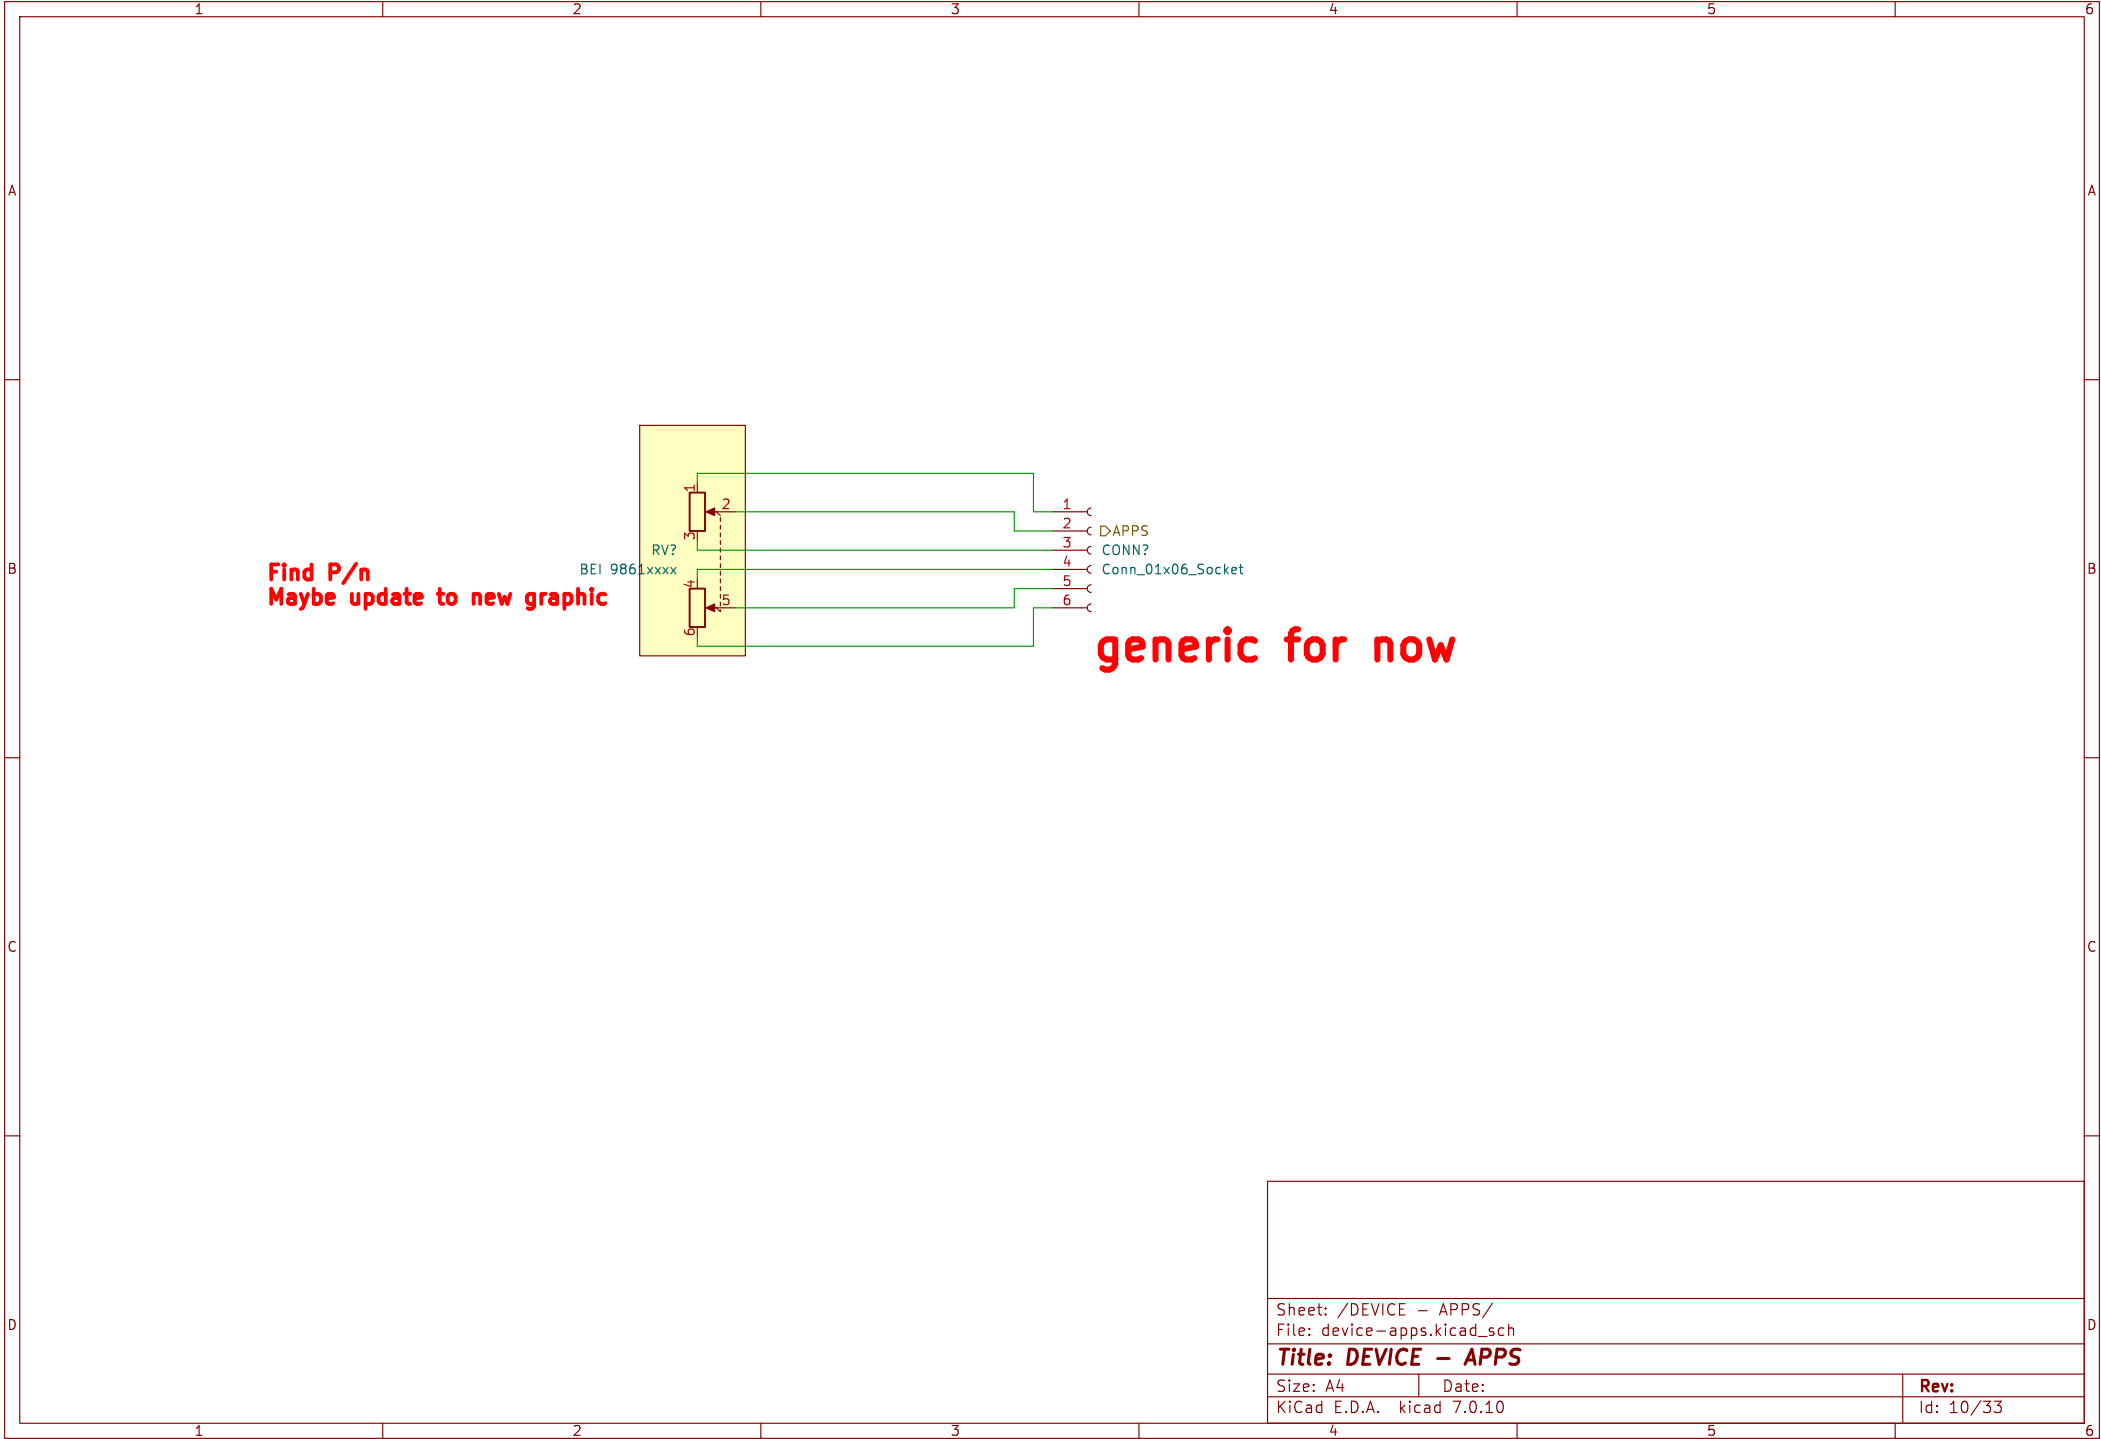 1 2 3 4 5 6
A A
1
2 1
2 APPS
3 3
RV? CONN?
4
BEI 9861xxxx Conn_01x06_Socket
B B
Find P/n
Maybe update to new graphic
4 5
5 6
6
generic for now
C C
Sheet: /DEVICE - APPS/
File: device-apps.kicad_sch
D D
Title: DEVICE - APPS
Size: A4 Date: Rev:
KiCad E.D.A. kicad 7.0.10 Id: 10/33
1 2 3 4 5 6